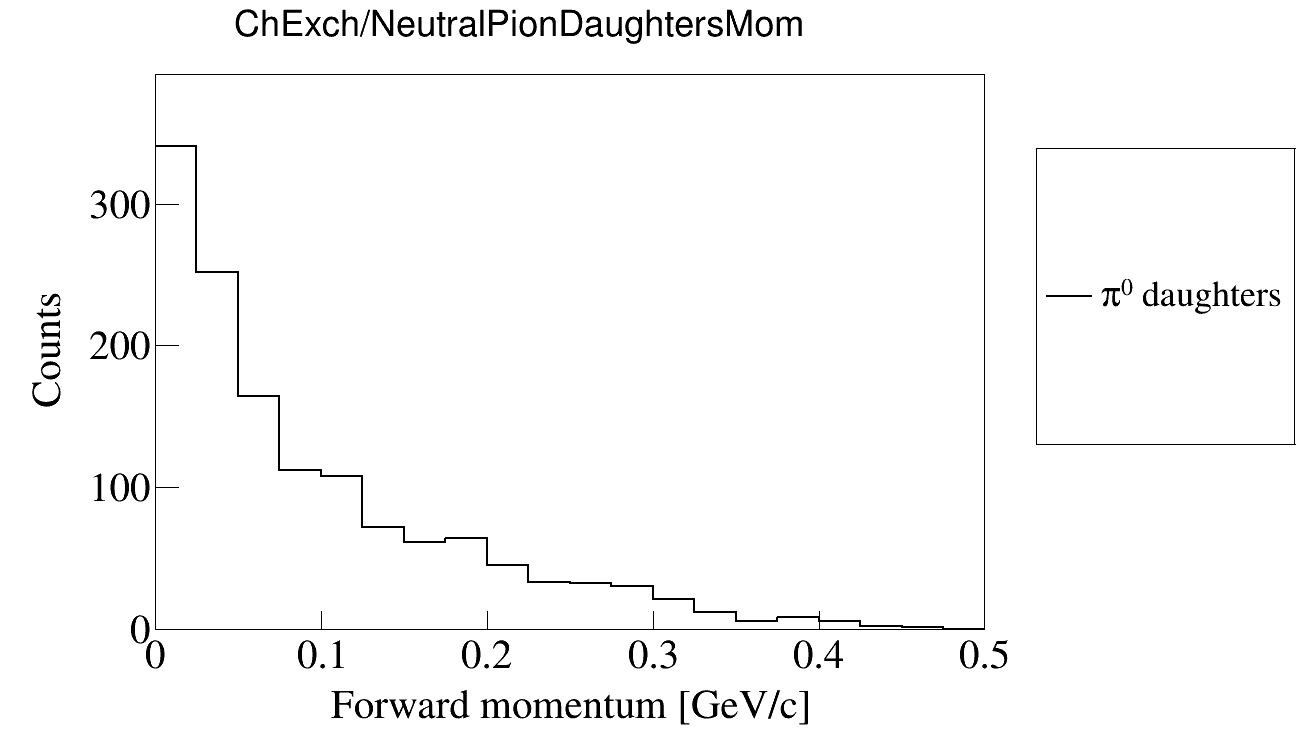 ChExch/NeutralPionDaughtersMom
300
200
100
0
Counts
0 0.1 0.2 0.3 0.4 0.5
Forward momentum [GeV/c]
π⁰ daughters